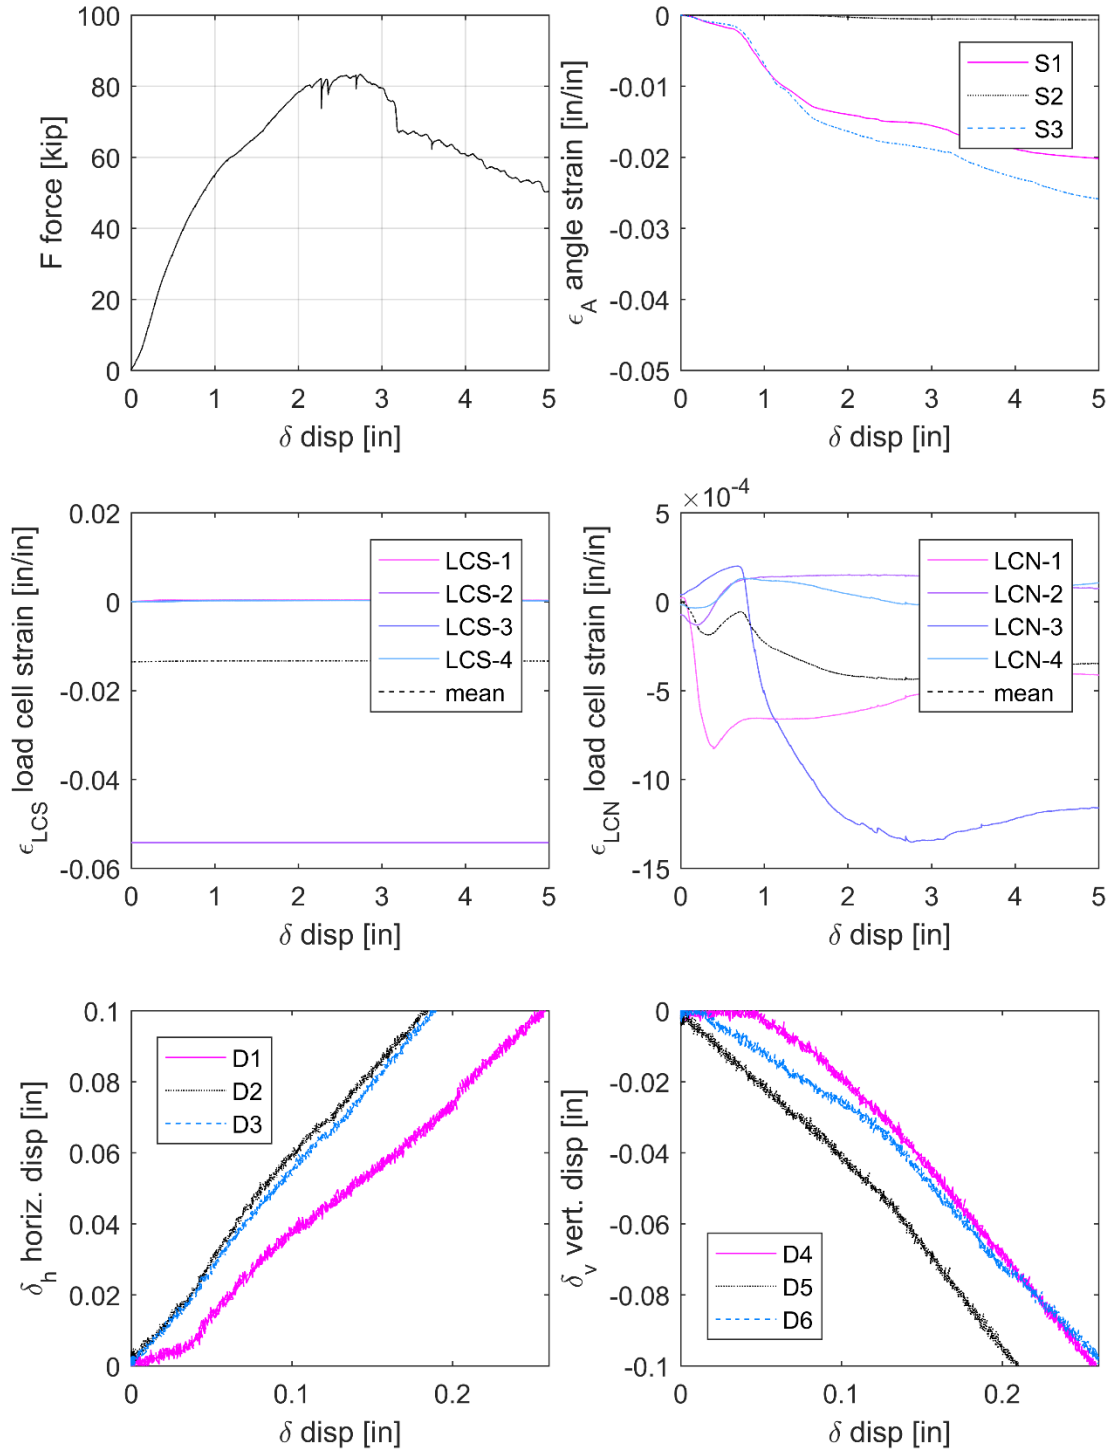 100
80
60
40
20
0
0 1 2 3 4 5
F force [kip]
δ disp [in]
0
-0.01
-0.02
-0.03
-0.04
-0.05
0 1 2 3 4 5
ϵ_A angle strain [in/in]
δ disp [in]
S1
S2
S3
0.02
0
-0.02
-0.04
-0.06
0 1 2 3 4 5
ϵ_LCS load cell strain [in/in]
δ disp [in]
LCS-1
LCS-2
LCS-3
LCS-4
mean
×10^-4
5
0
-5
-10
-15
0 1 2 3 4 5
ϵ_LCN load cell strain [in/in]
δ disp [in]
LCN-1
LCN-2
LCN-3
LCN-4
mean
0.1
0.08
0.06
0.04
0.02
0
0 0.1 0.2
δ_h horiz. disp [in]
δ disp [in]
D1
D2
D3
0
-0.02
-0.04
-0.06
-0.08
-0.1
0 0.1 0.2
δ_v vert. disp [in]
δ disp [in]
D4
D5
D6